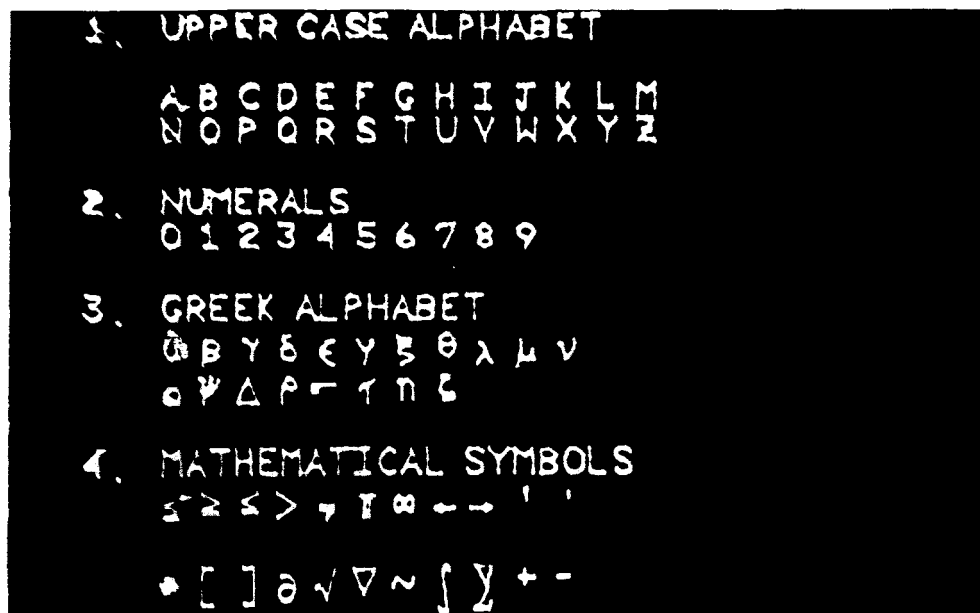 1. UPPER CASE ALPHABET
A B C D E F G H I J K L M
N O P Q R S T U V W X Y Z
2. NUMERALS
0 1 2 3 4 5 6 7 8 9
3. GREEK ALPHABET
β γ δ ϵ γ ξ θ λ μ ν
ο ψ Δ ρ τ η ζ
4. MATHEMATICAL SYMBOLS
≥ ≤ > ∞ ← → ' '
* [ ] ∂ √ ∇ ~ ∫ ∑ + -